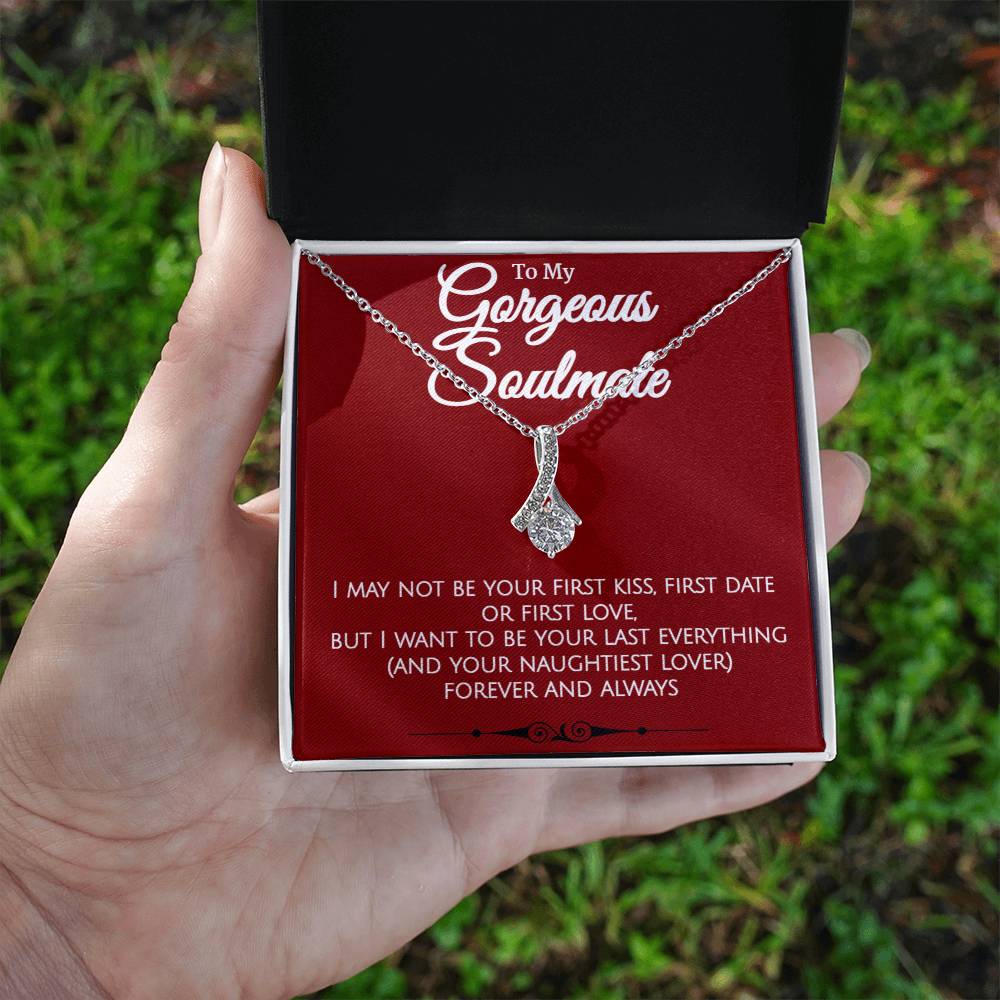 To My
Gorgeous
Soulmate
I MAY NOT BE YOUR FIRST KISS, FIRST DATE
OR FIRST LOVE,
BUT I WANT TO BE YOUR LAST EVERYTHING
(AND YOUR NAUGHTIEST LOVER)
FOREVER AND ALWAYS